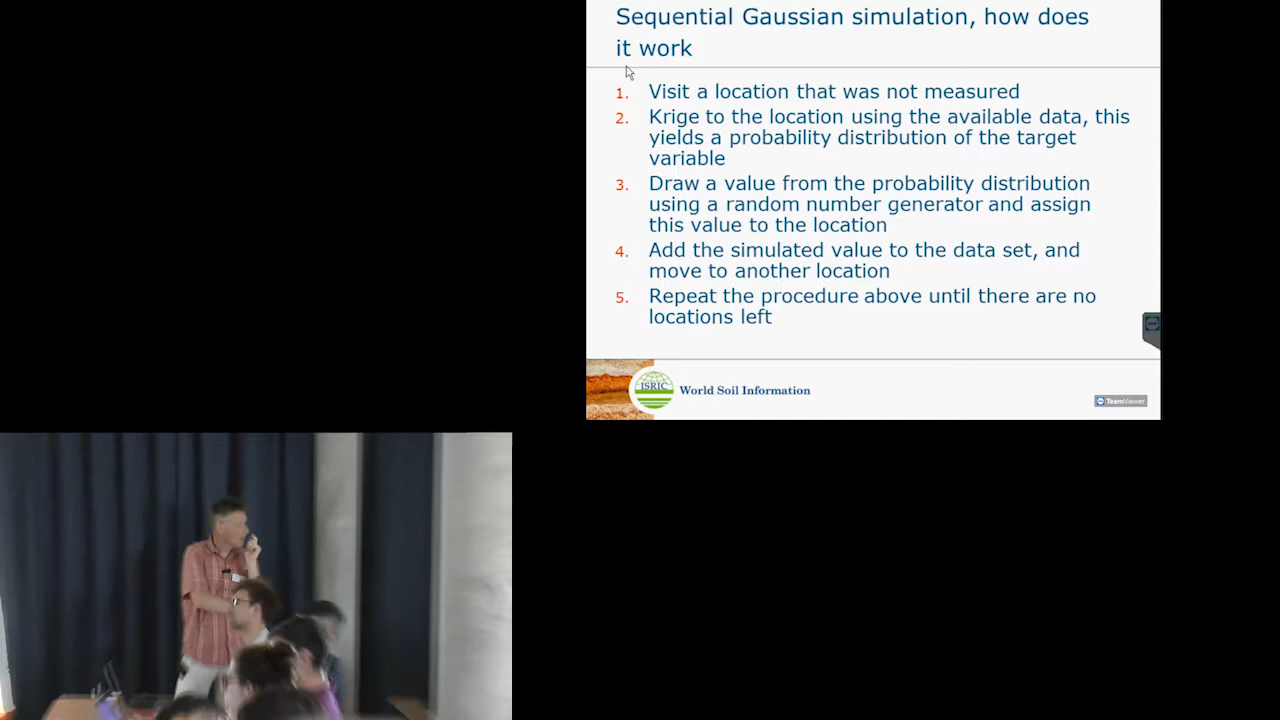 Sequential Gaussian simulation, how does
it work
1. Visit a location that was not measured
2. Krige to the location using the available data, this
yields a probability distribution of the target
variable
3. Draw a value from the probability distribution
using a random number generator and assign
this value to the location
4. Add the simulated value to the data set, and
move to another location
5. Repeat the procedure above until there are no
locations left
ISRIC
World Soil Information
TeamViewer